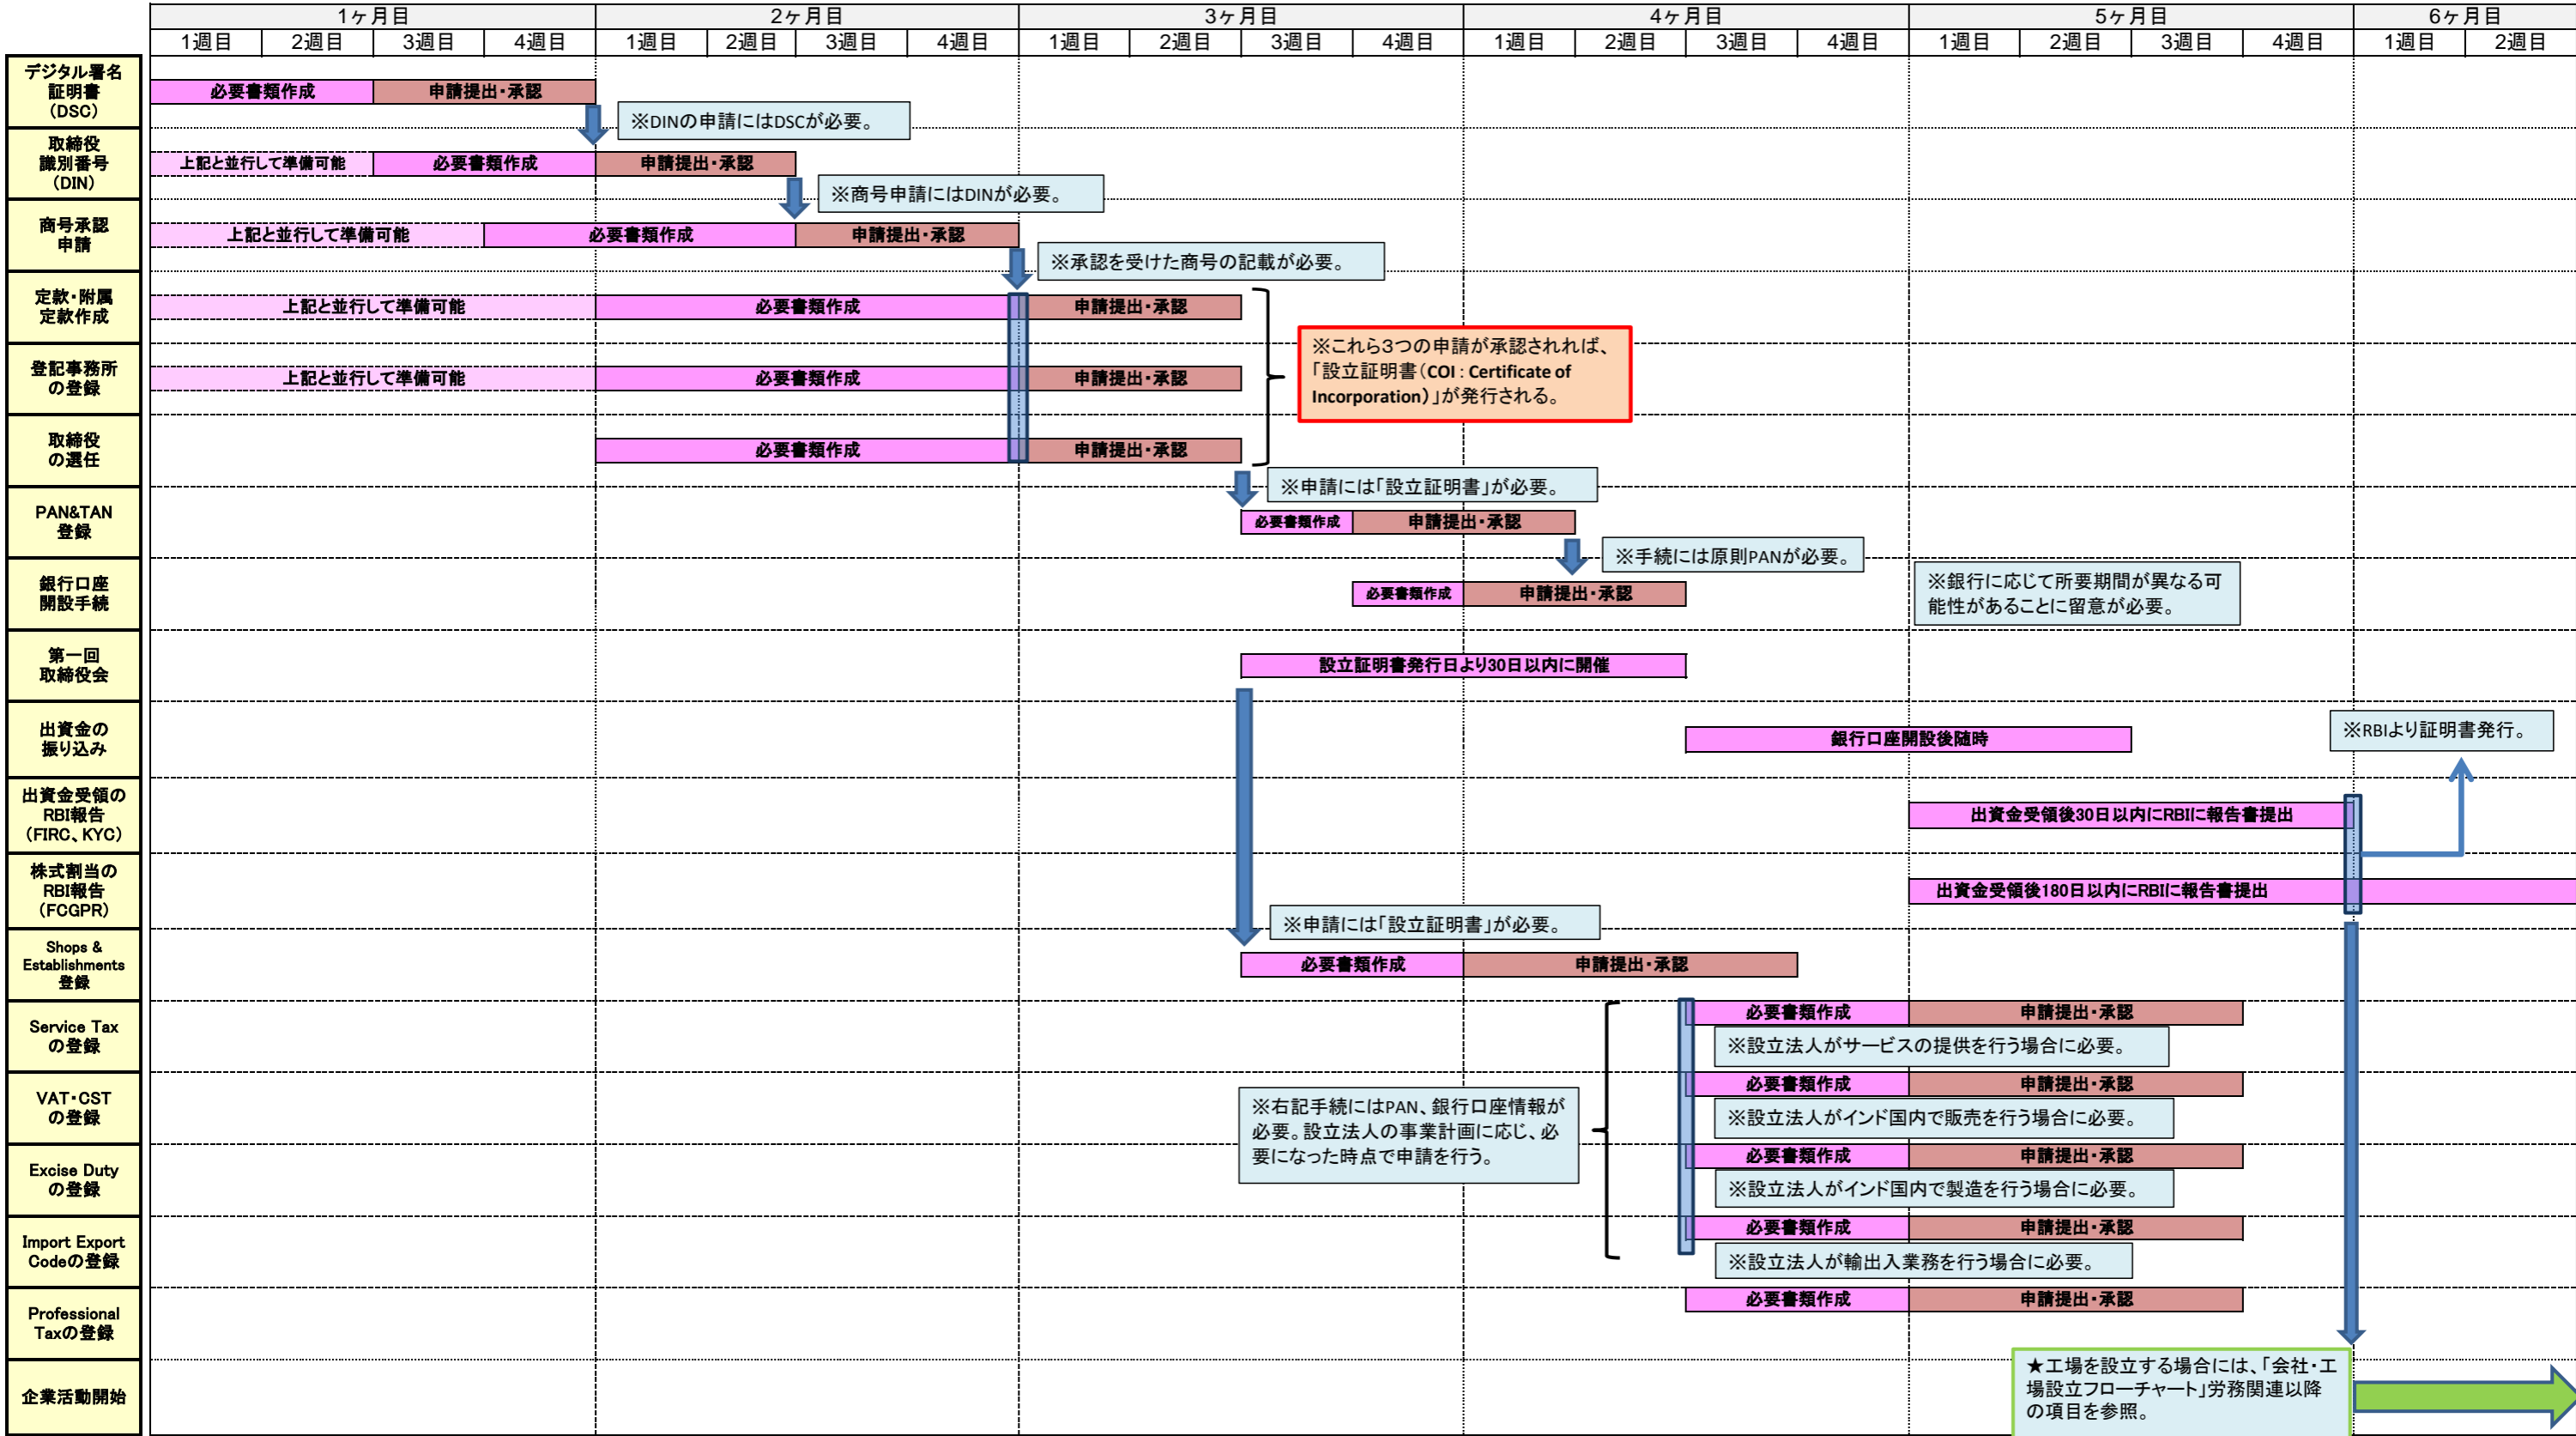 1ヶ月目 2ヶ月目 3ヶ月目 4ヶ月目 5ヶ月目 6ヶ月目
1週目 2週目 3週目 4週目 1週目 2週目 3週目 4週目 1週目 2週目 3週目 4週目 1週目 2週目 3週目 4週目 1週目 2週目 3週目 4週目 1週目 2週目
デジタル署名
証明書
(DSC)
必要書類作成 申請提出・承認
※DINの申請にはDSCが必要。
取締役
識別番号
(DIN)
上記と並行して準備可能 必要書類作成 申請提出・承認
※商号申請にはDINが必要。
商号承認
申請
上記と並行して準備可能 必要書類作成 申請提出・承認
※承認を受けた商号の記載が必要。
定款・附属
定款作成
上記と並行して準備可能 必要書類作成 申請提出・承認
登記事務所
の登録
上記と並行して準備可能 必要書類作成 申請提出・承認
※これら3つの申請が承認されれば、
「設立証明書(COI:Certificate of
Incorporation)」が発行される。
取締役
の選任
必要書類作成 申請提出・承認
※申請には「設立証明書」が必要。
PAN&TAN
登録
必要書類作成 申請提出・承認
※手続には原則PANが必要。
銀行口座
開設手続
必要書類作成 申請提出・承認
※銀行に応じて所要期間が異なる可
能性があることに留意が必要。
第一回
取締役会
設立証明書発行日より30日以内に開催
出資金の
振り込み
銀行口座開設後随時
※RBIより証明書発行。
出資金受領の
RBI報告
(FIRC、KYC)
出資金受領後30日以内にRBIに報告書提出
株式割当の
RBI報告
(FCGPR)
出資金受領後180日以内にRBIに報告書提出
※申請には「設立証明書」が必要。
Shops &
Establishments
登録
必要書類作成 申請提出・承認
Service Tax
の登録
必要書類作成 申請提出・承認
※設立法人がサービスの提供を行う場合に必要。
VAT・CST
の登録
必要書類作成 申請提出・承認
※設立法人がインド国内で販売を行う場合に必要。
※右記手続にはPAN、銀行口座情報が
必要。設立法人の事業計画に応じ、必
要になった時点で申請を行う。
Excise Duty
の登録
必要書類作成 申請提出・承認
※設立法人がインド国内で製造を行う場合に必要。
Import Export
Codeの登録
必要書類作成 申請提出・承認
※設立法人が輸出入業務を行う場合に必要。
Professional
Taxの登録
必要書類作成 申請提出・承認
企業活動開始
★工場を設立する場合には、「会社・工
場設立フローチャート」労務関連以降
の項目を参照。